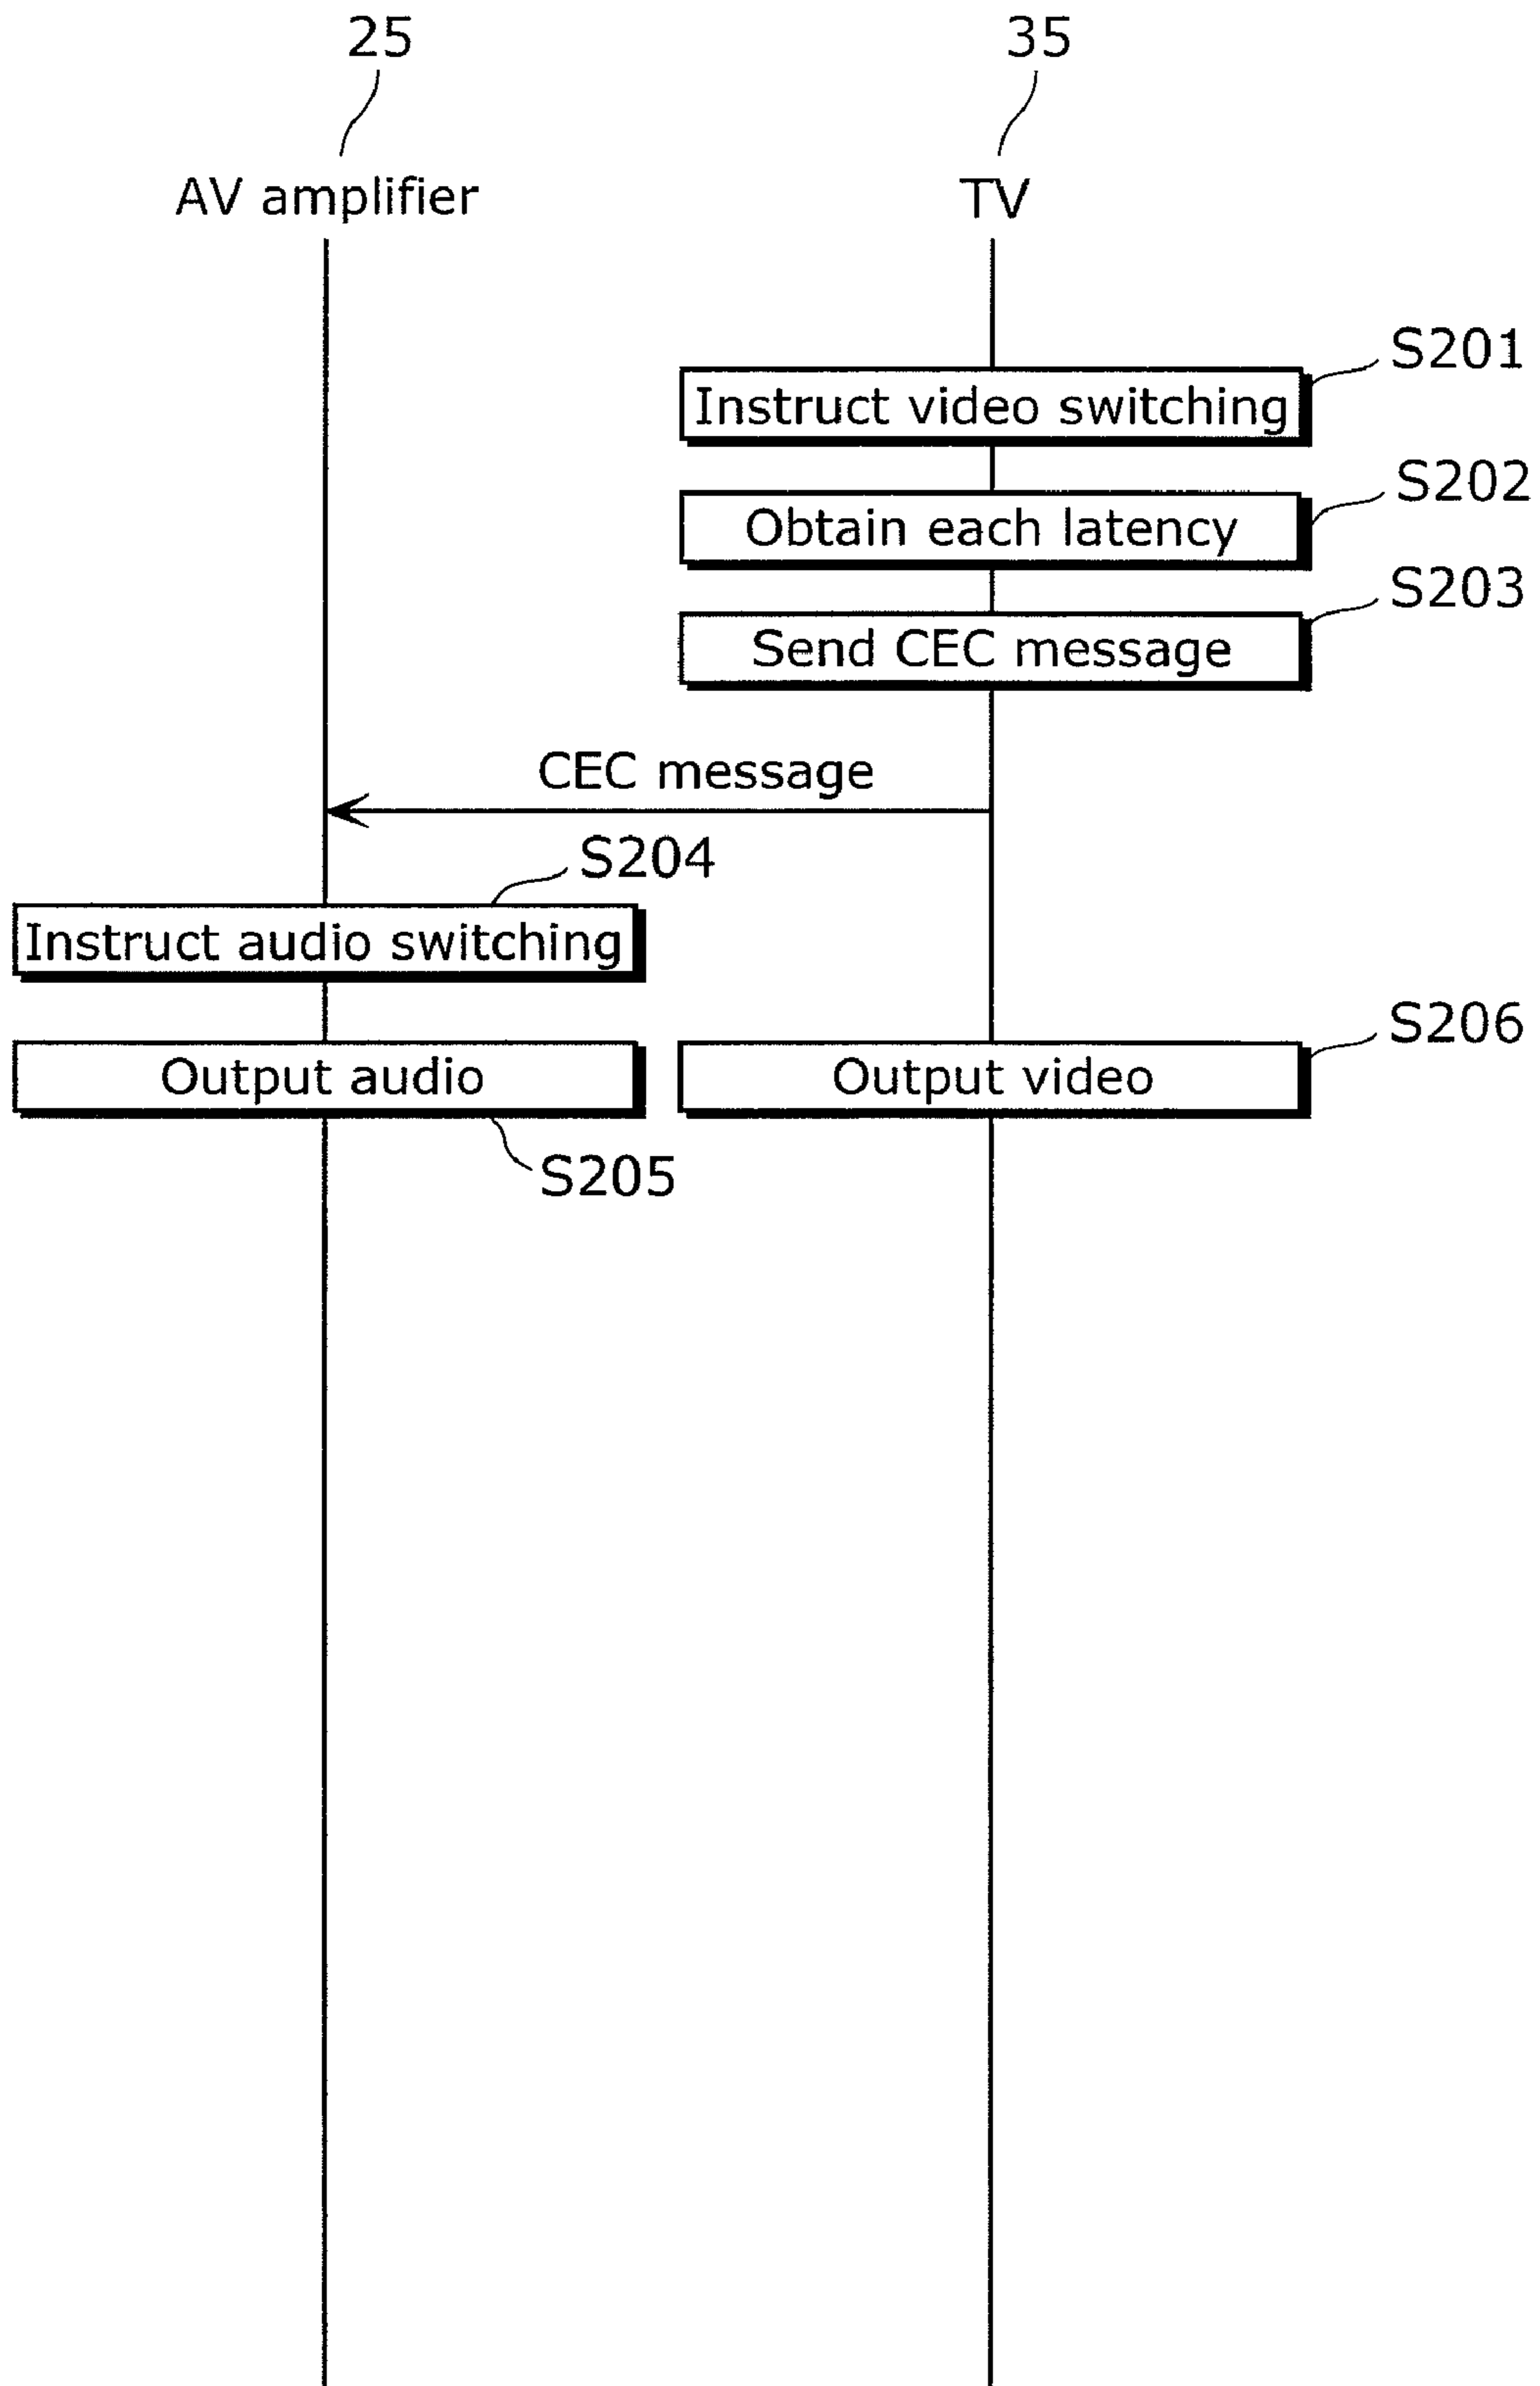 25
35
AV amplifier
TV
S201
Instruct video switching
S202
Obtain each latency
S203
Send CEC message
CEC message
S204
Instruct audio switching
S206
Output audio
Output video
S205